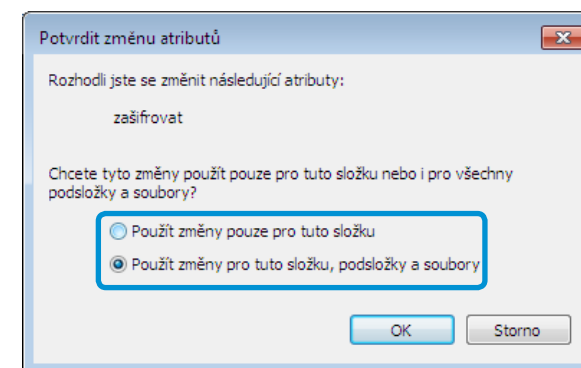 Potvrdit změnu atributů
Rozhodli jste se změnit následující atributy:
zašifrovat
Chcete tyto změny použít pouze pro tuto složku nebo i pro všechny
podsložky a soubory?
Použít změny pouze pro tuto složku
Použít změny pro tuto složku, podsložky a soubory
OK
Storno